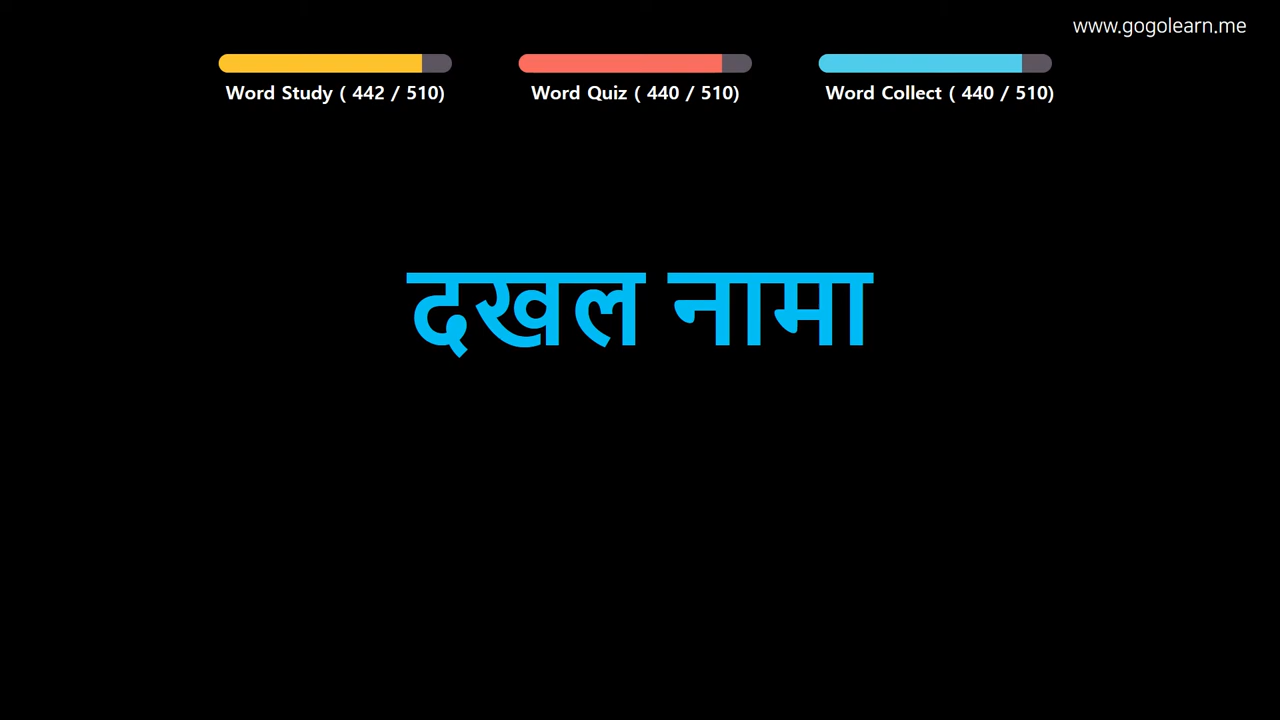 www.gogolearn.me
Word Study ( 442 / 510)
Word Quiz ( 440 / 510)
Word Collect ( 440 / 510)
दखल नामा